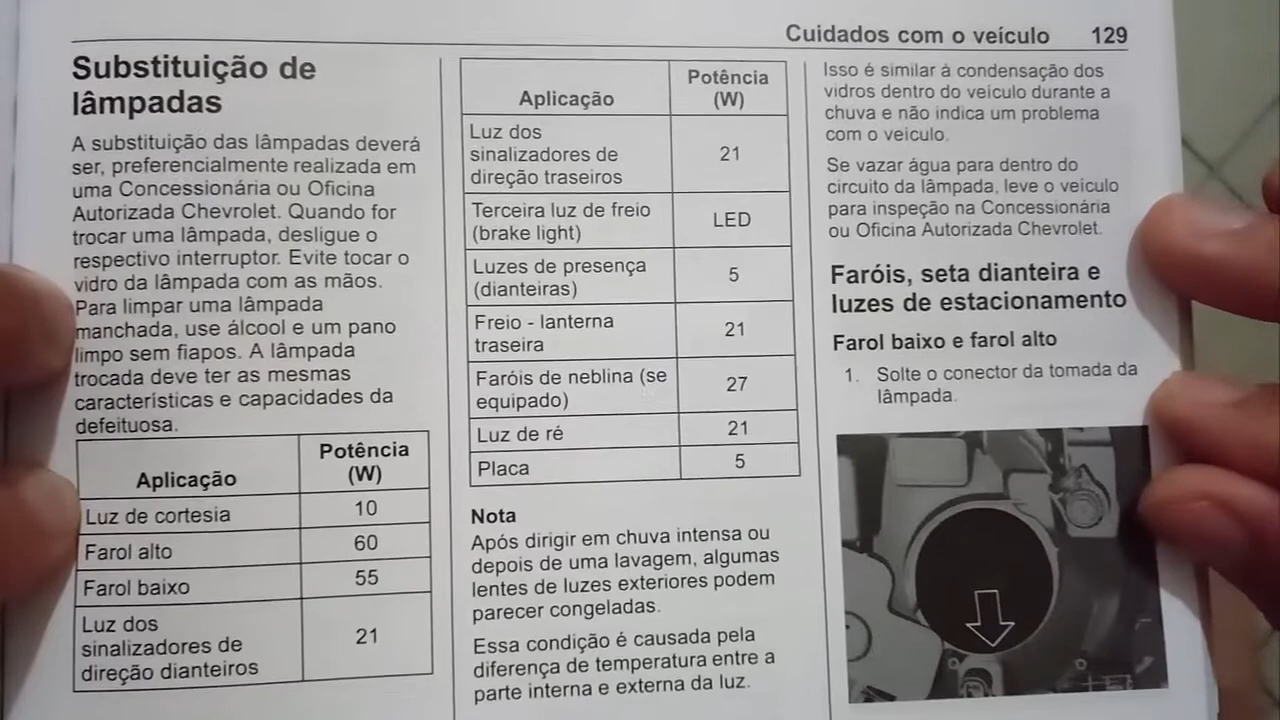 Cuidados com o veículo 129
Substituição de
lâmpadas
A substituição das lâmpadas deverá
ser, preferencialmente realizada em
uma Concessionária ou Oficina
Autorizada Chevrolet. Quando for
trocar uma lâmpada, desligue o
respectivo interruptor. Evite tocar o
vidro da lâmpada com as mãos.
Para limpar uma lâmpada
manchada, use álcool e um pano
limpo sem fiapos. A lâmpada
trocada deve ter as mesmas
características e capacidades da
defeituosa.
Aplicação Potência
(W)
Luz de cortesia 10
Farol alto 60
Farol baixo 55
Luz dos
sinalizadores de 21
direção dianteiros
Aplicação Potência
(W)
Luz dos
sinalizadores de 21
direção traseiros
Terceira luz de freio LED
(brake light)
Luzes de presença 5
(dianteiras)
Freio - lanterna 21
traseira
Faróis de neblina (se 27
equipado)
Luz de ré 21
Placa 5
Nota
Após dirigir em chuva intensa ou
depois de uma lavagem, algumas
lentes de luzes exteriores podem
parecer congeladas.
Essa condição é causada pela
diferença de temperatura entre a
parte interna e externa da luz.
Isso é similar à condensação dos
vidros dentro do veículo durante a
chuva e não indica um problema
com o veículo.
Se vazar água para dentro do
circuito da lâmpada, leve o veículo
para inspeção na Concessionária
ou Oficina Autorizada Chevrolet.
Faróis, seta dianteira e
luzes de estacionamento
Farol baixo e farol alto
1. Solte o conector da tomada da
lâmpada.